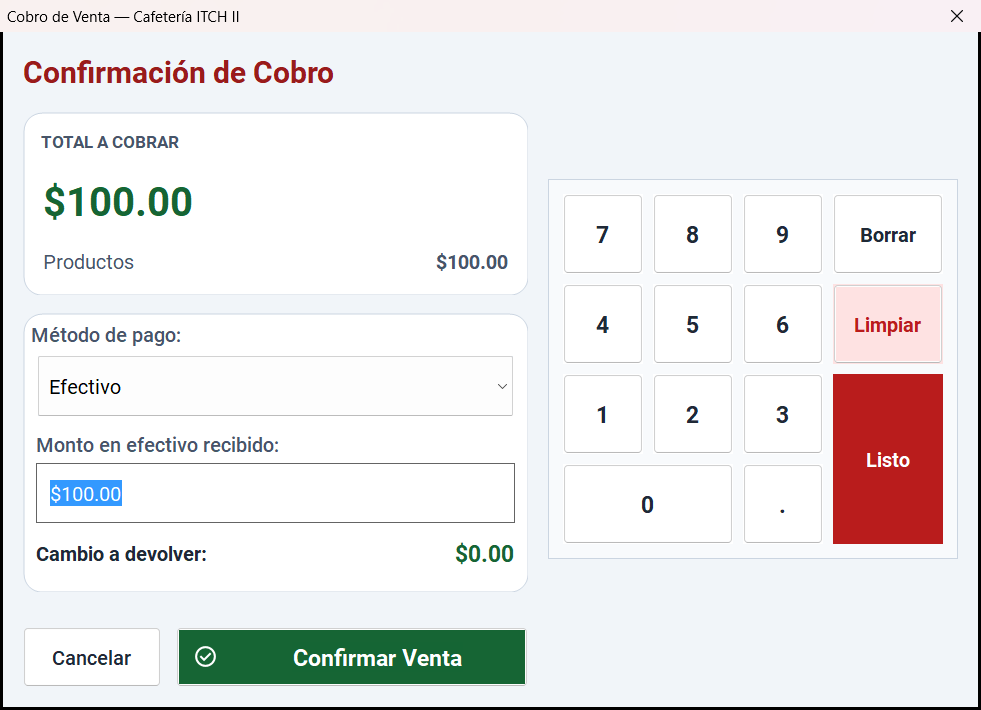 Cobro de Venta — Cafetería ITCH II
Confirmación de Cobro
TOTAL A COBRAR
$100.00
Productos $100.00
Método de pago:
Efectivo
Monto en efectivo recibido:
$100.00
Cambio a devolver: $0.00
Cancelar Confirmar Venta
7 8 9 Borrar
4 5 6 Limpiar
1 2 3
Listo
0 .